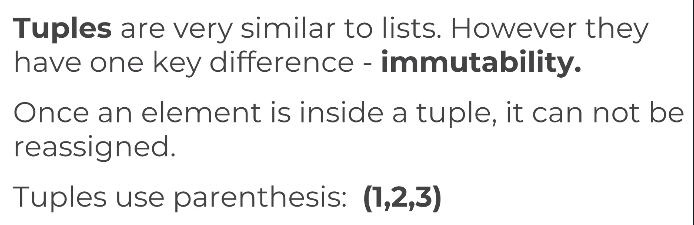 Tuples are very similar to lists. However they
have one key difference - immutability.
Once an element is inside a tuple, it can not be
reassigned.
Tuples use parenthesis: (1,2,3)